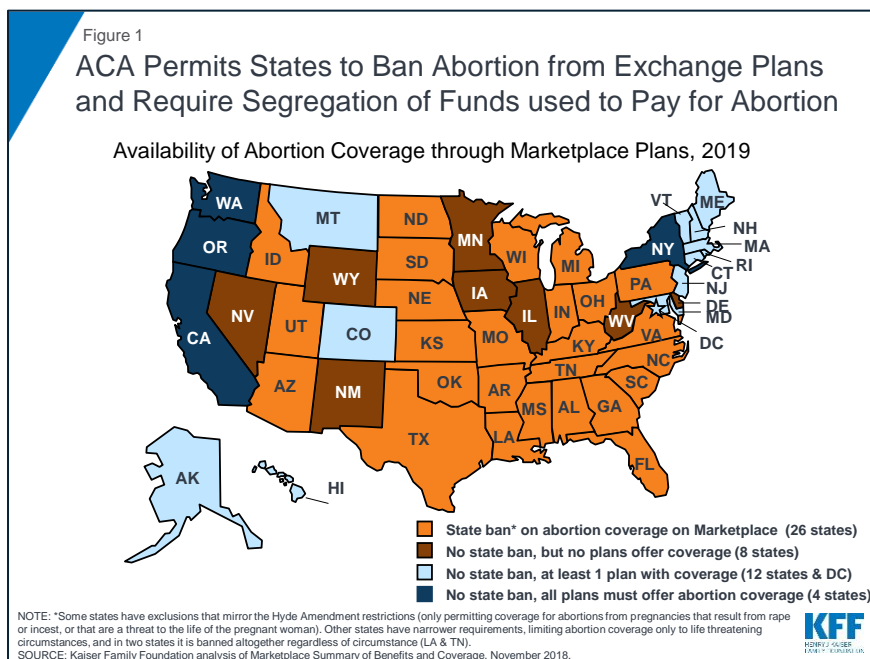 Figure 1
ACA Permits States to Ban Abortion from Exchange Plans
and Require Segregation of Funds used to Pay for Abortion
Availability of Abortion Coverage through Marketplace Plans, 2019
WA
OR
CA
NV
ID
MT
WY
UT
AZ
CO
NM
ND
SD
NE
KS
OK
TX
MN
IA
MO
AR
LA
WI
IL
MI
IN
OH
KY
TN
MS
AL
GA
FL
SC
NC
VA
WV
PA
NY
VT
ME
NH
MA
RI
CT
NJ
DE
MD
DC
AK
HI
State ban* on abortion coverage on Marketplace (26 states)
No state ban, but no plans offer coverage (8 states)
No state ban, at least 1 plan with coverage (12 states & DC)
No state ban, all plans must offer abortion coverage (4 states)
NOTE: *Some states have exclusions that mirror the Hyde Amendment restrictions (only permitting coverage for abortions from pregnancies that result from rape
or incest, or that are a threat to the life of the pregnant woman). Other states have narrower requirements, limiting abortion coverage only to life threatening
circumstances, and in two states it is banned altogether regardless of circumstance (LA & TN).
SOURCE: Kaiser Family Foundation analysis of Marketplace Summary of Benefits and Coverage, November 2018.
KFF
HENRY J KAISER
FAMILY FOUNDATION